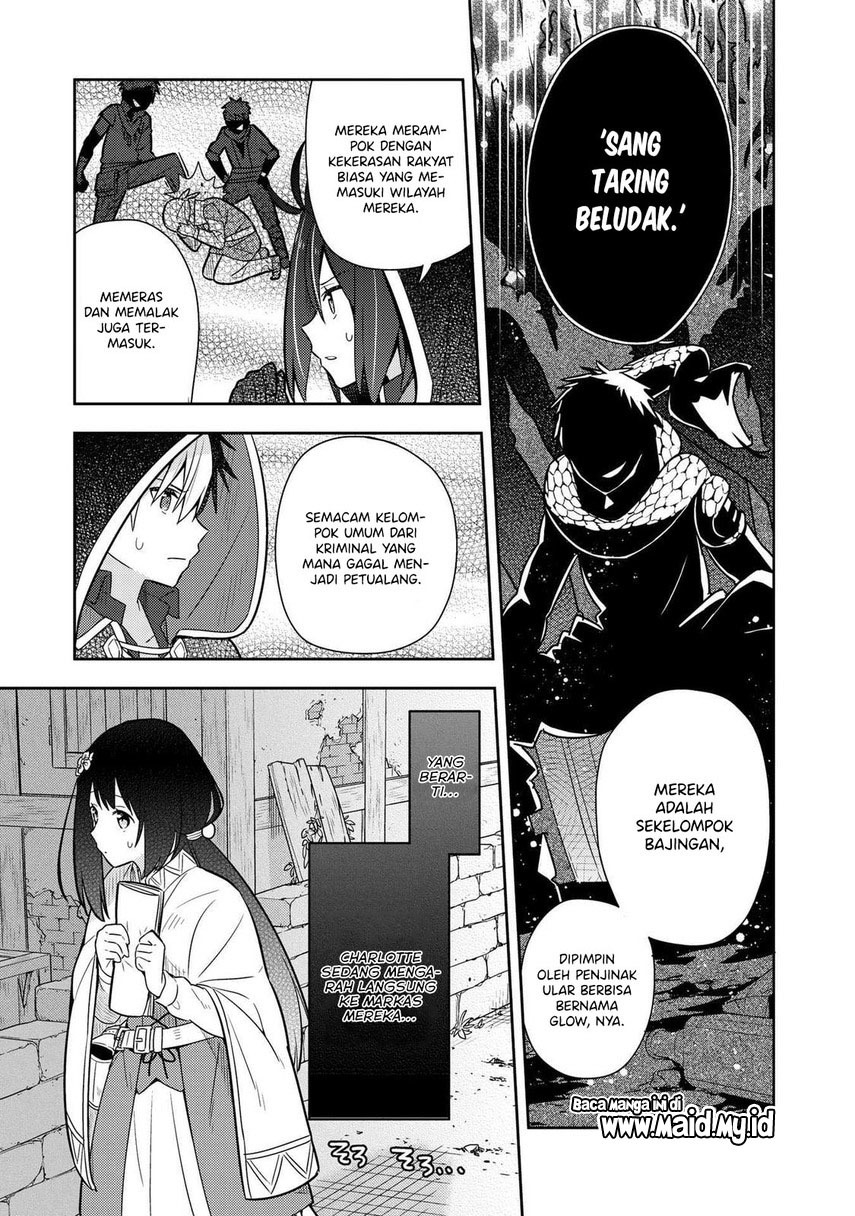 'SANG
TARING
BELUDAK.'
MEREKA
ADALAH
SEKELOMPOK
BAJINGAN,
DIPIMPIN
OLEH PENJINAK
ULAR BERBISA
BERNAMA
GLOW, NYA.
MEREKA MERAM-
POK DENGAN
KEKERASAN RAKYAT
BIASA YANG ME-
MASUKI WILAYAH
MEREKA.
MEMERAS
DAN MEMALAK
JUGA TER-
MASUK.
SEMACAM KELOM-
POK UMUM DARI
KRIMINAL YANG
MANA GAGAL MEN-
JADI PETUALANG.
YANG
BERAR-
TI...
CHARLOTTE
SEDANG MENGA-
RAH LANGSUNG
KE MARKAS
MEREKA...
Baca Manga ini di
www.Maid.My.id